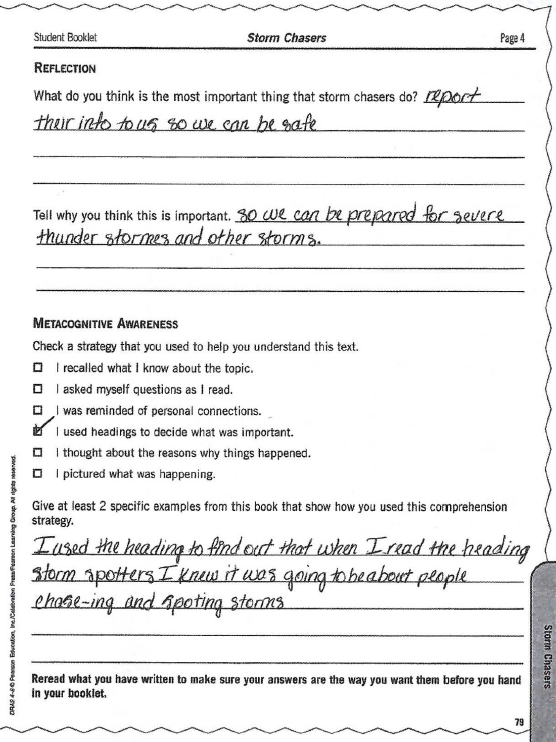 Student Booklet Storm Chasers Page 4
REFLECTION
What do you think is the most important thing that storm chasers do? report
their info to us so we can be safe
Tell why you think this is important. so we can be prepared for severe
thunder stormes and other storms.
METACOGNITIVE AWARENESS
Check a strategy that you used to help you understand this text.
I recalled what I know about the topic.
I asked myself questions as I read.
I was reminded of personal connections.
I used headings to decide what was important.
I thought about the reasons why things happened.
I pictured what was happening.
Give at least 2 specific examples from this book that show how you used this comprehension
strategy.
I used the heading to find out that when I read the heading
storm spotters I knew it was going to be about people
chase-ing and spoting storms
Reread what you have written to make sure your answers are the way you want them before you hand
in your booklet.
79
Storm Chasers
DRA2 4–8 © Pearson Education, Inc./Celebration Press/Pearson Learning Group. All rights reserved.